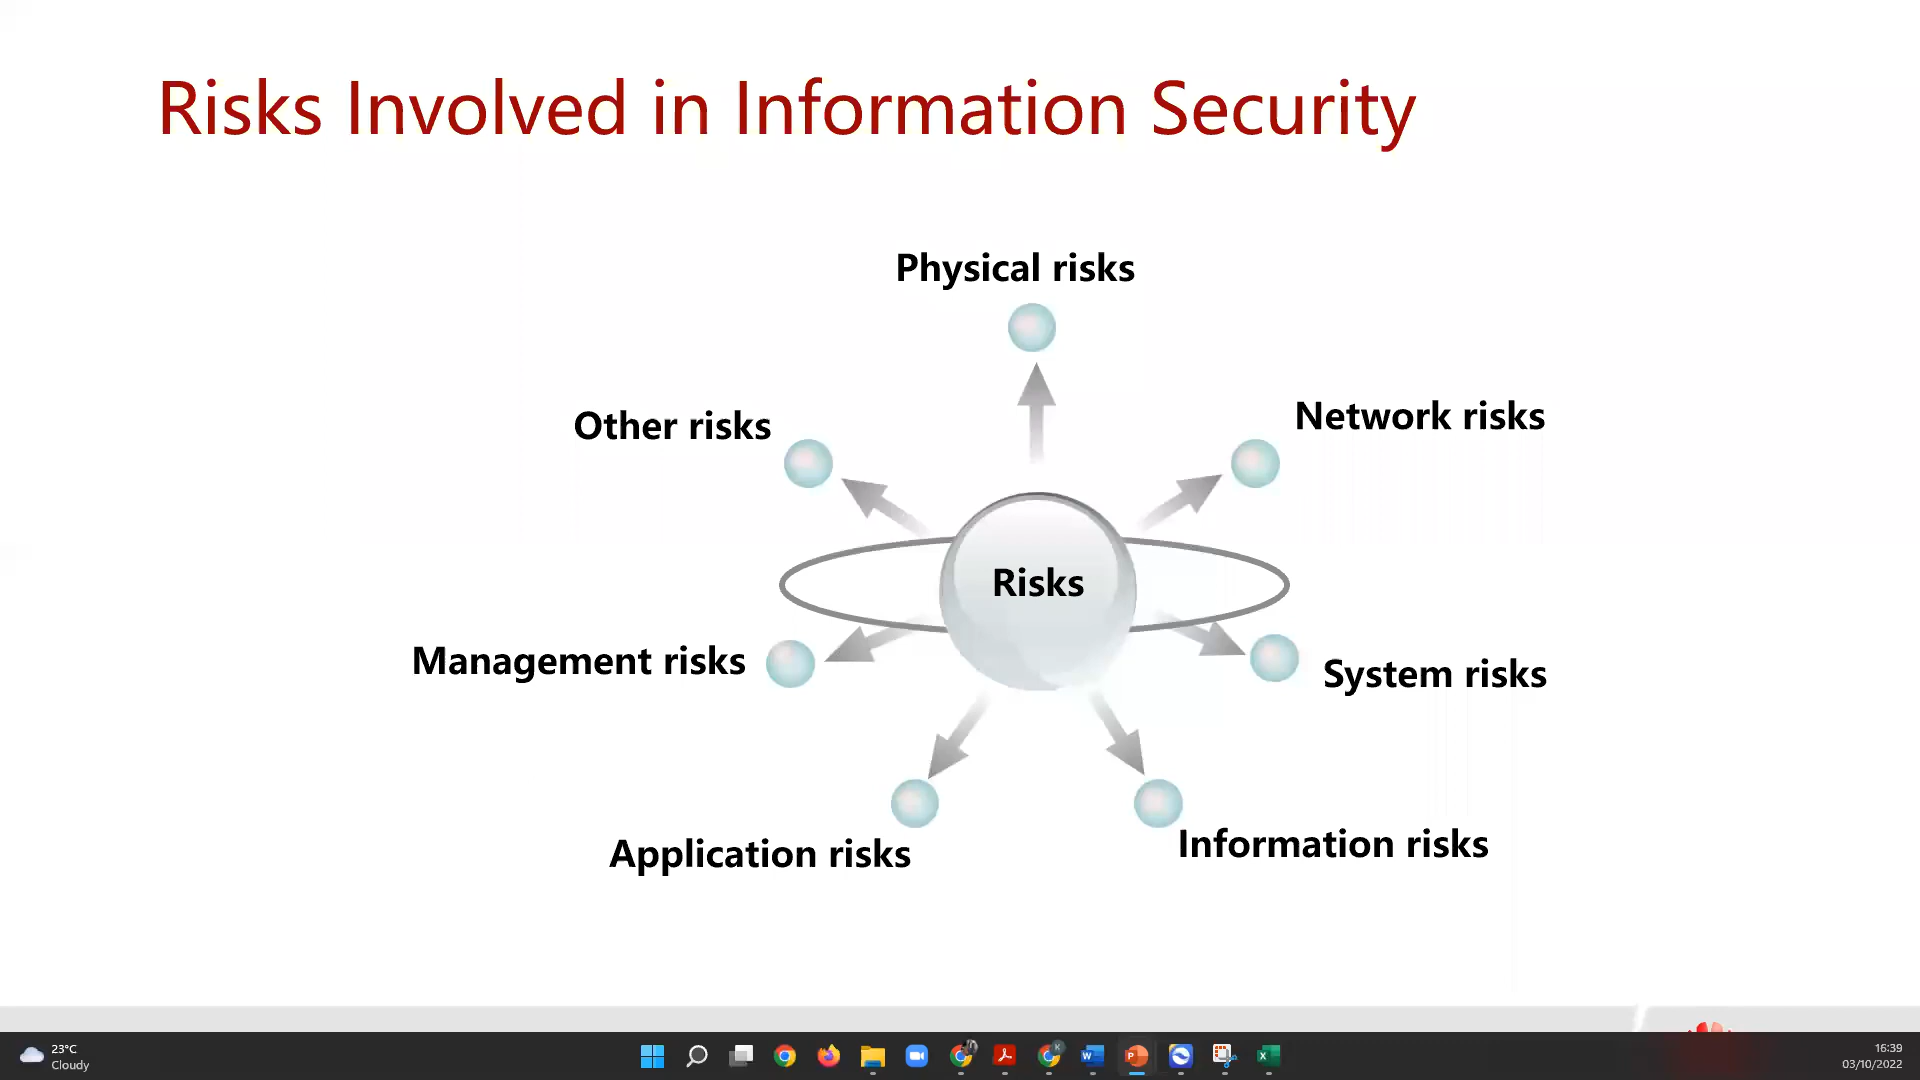 Risks Involved in Information Security
Physical risks
Other risks
Network risks
Risks
Management risks
System risks
Application risks
Information risks
23°C
Cloudy
16:39
03/10/2022